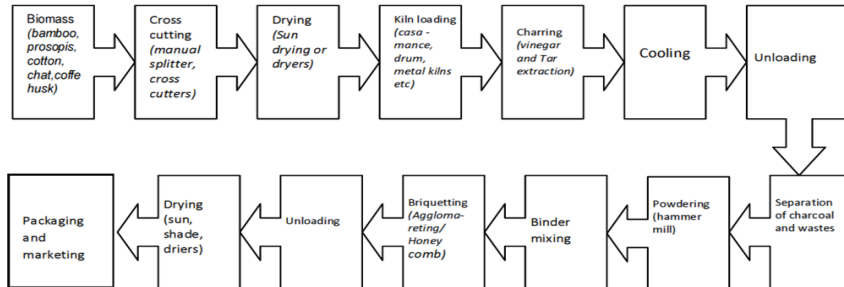 Biomass
(bamboo,
prosopis,
cotton,
chat,coffe
husk)
Cross
cutting
(manual
splitter,
cross
cutters)
Drying
(Sun
drying or
dryers)
Kiln loading
(casa -
mance,
drum,
metal kilns
etc)
Charring
(vinegar
and Tar
extraction)
Cooling
Unloading
Separation
of charcoal
and wastes
Powdering
(hammer
mill)
Binder
mixing
Briquetting
(Aggloma-
reting/
Honey
comb)
Unloading
Drying
(sun,
shade,
driers)
Packaging
and
marketing